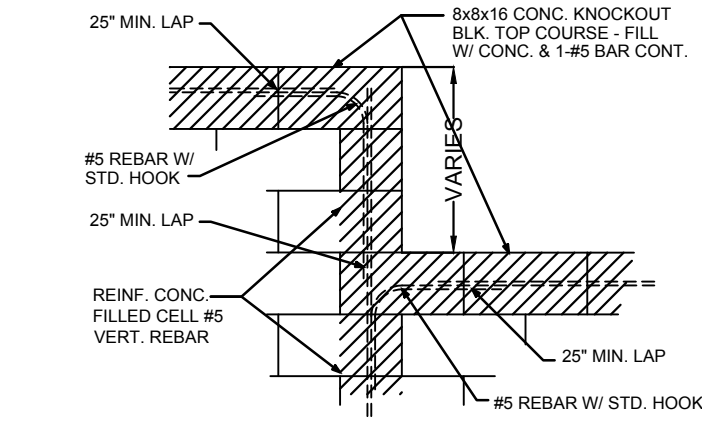 25" MIN. LAP
8x8x16 CONC. KNOCKOUT
BLK. TOP COURSE - FILL
W/ CONC. & 1-#5 BAR CONT.
VARIES
#5 REBAR W/
STD. HOOK
25" MIN. LAP
REINF. CONC.
FILLED CELL #5
VERT. REBAR
25" MIN. LAP
#5 REBAR W/ STD. HOOK